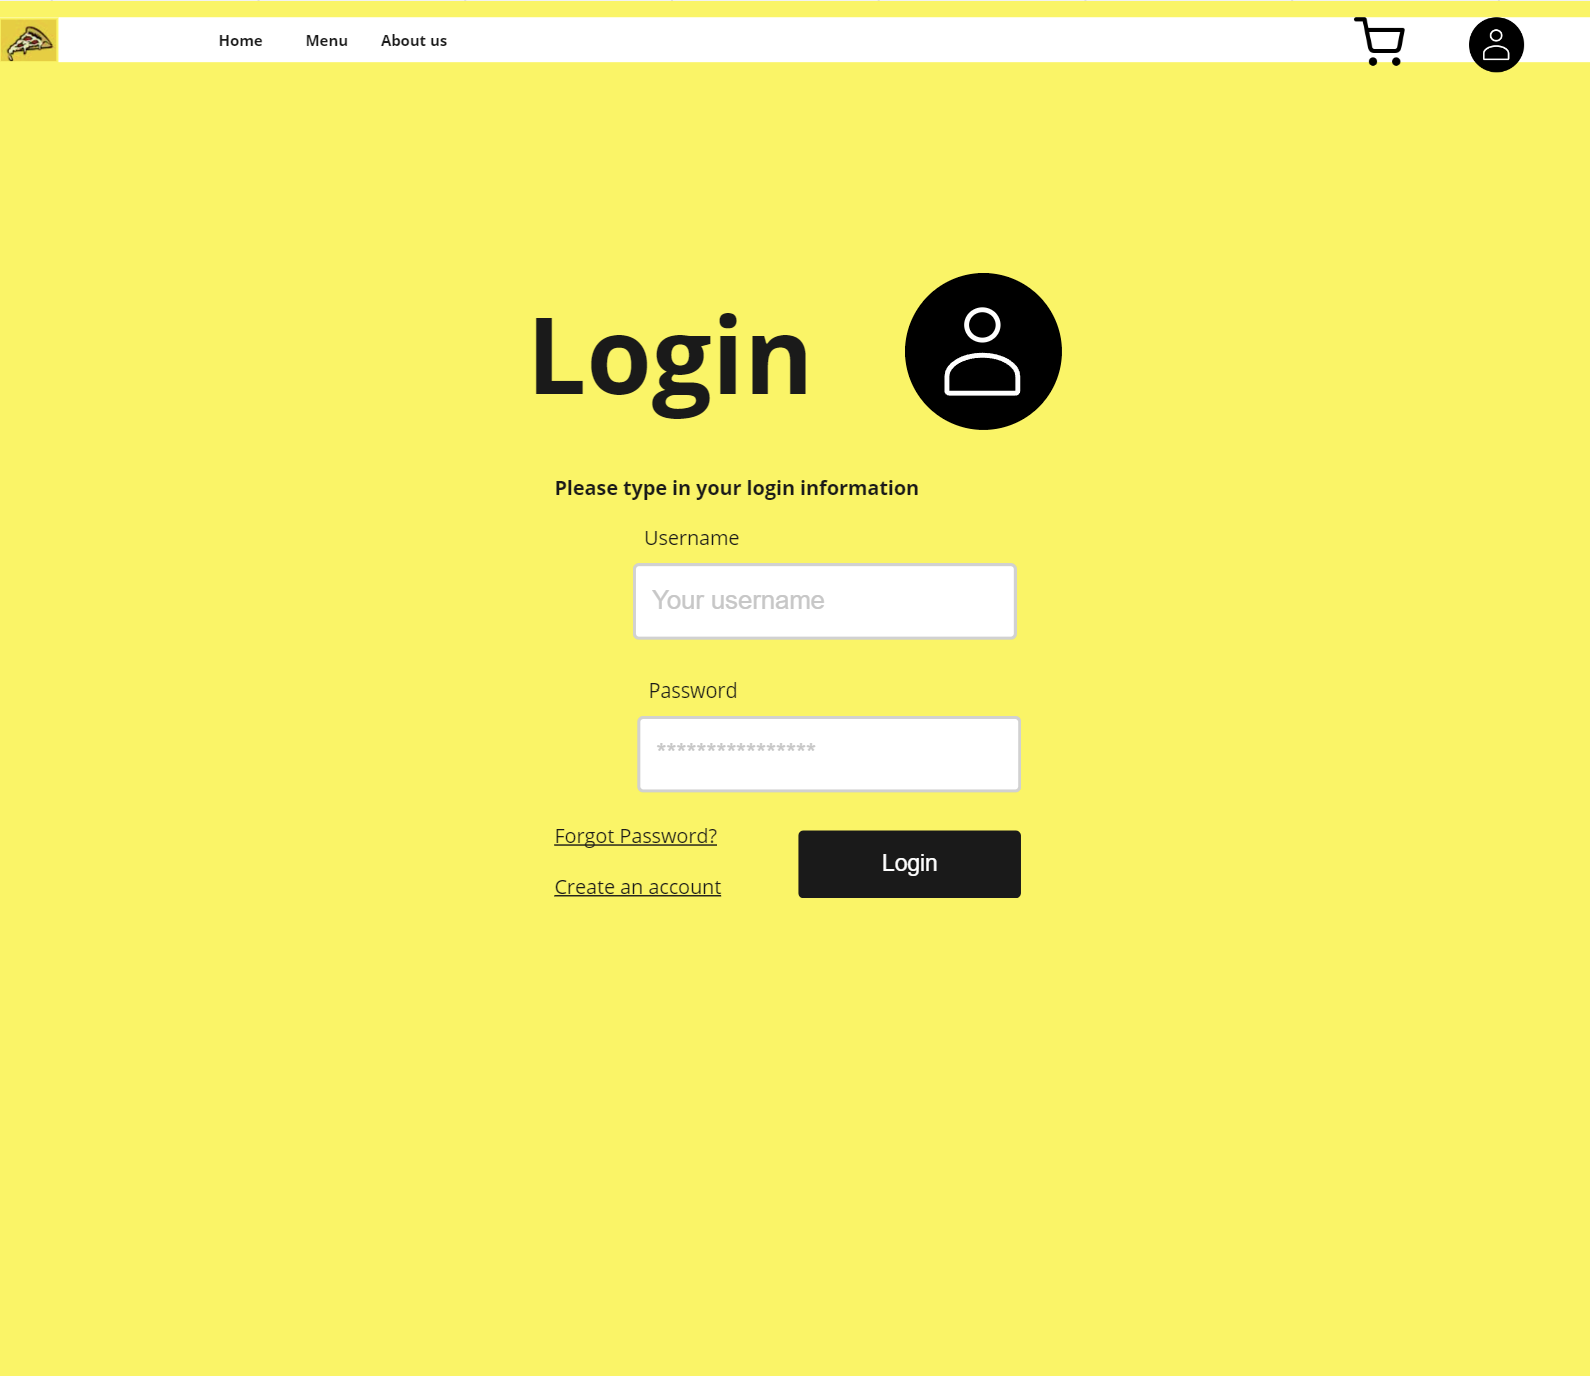 Home Menu About us
Login
Please type in your login information
Username
Your username
Password
****************
Forgot Password?
Login
Create an account